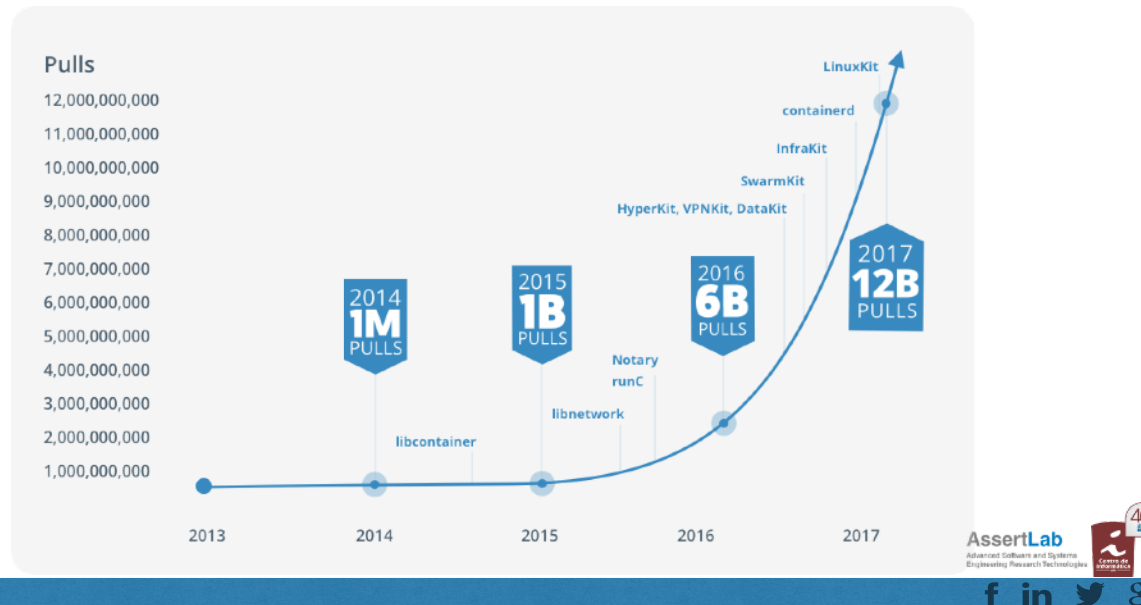 Pulls
12,000,000,000
11,000,000,000
10,000,000,000
9,000,000,000
8,000,000,000
7,000,000,000
6,000,000,000
5,000,000,000
4,000,000,000
3,000,000,000
2,000,000,000
1,000,000,000
2013
2014
2015
2016
2017
2014
1M
PULLS
2015
1B
PULLS
2016
6B
PULLS
2017
12B
PULLS
libcontainer
libnetwork
Notary
runC
HyperKit, VPNKit, DataKit
SwarmKit
InfraKit
containerd
LinuxKit
AssertLab
Advanced Software and Systems
Engineering Research Technologies
Centro de
Informática
f in